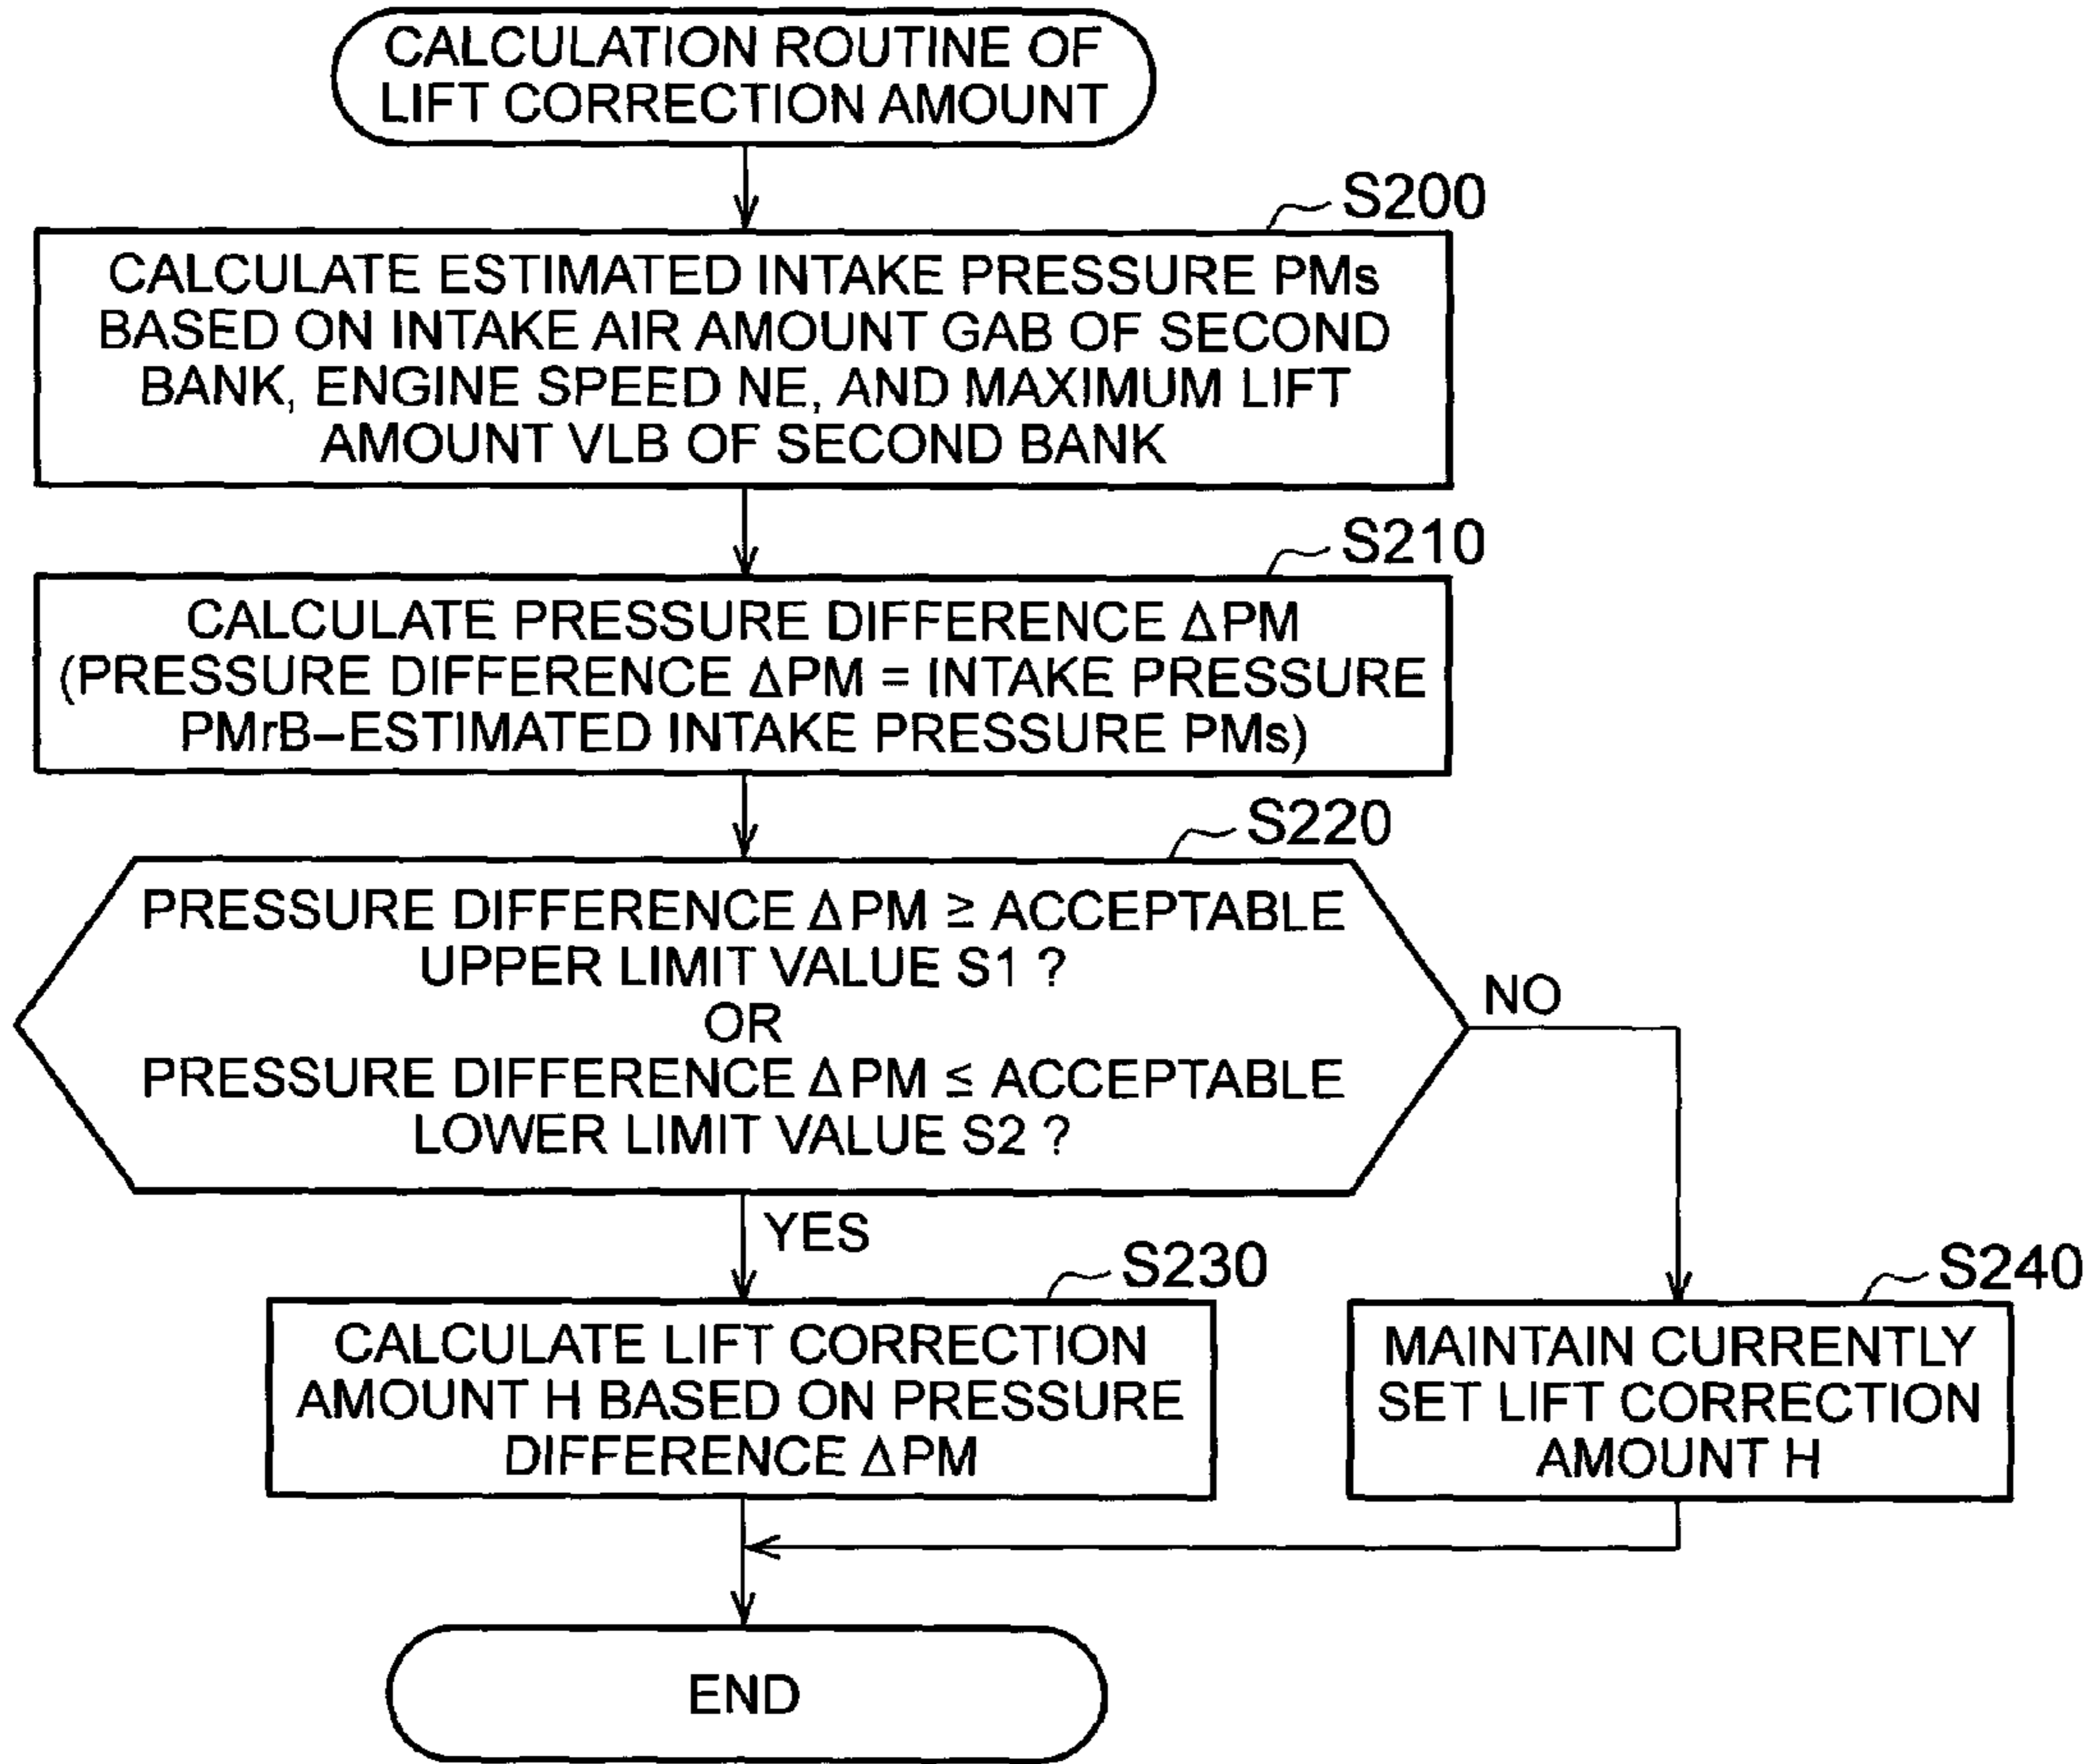 CALCULATION ROUTINE OF
LIFT CORRECTION AMOUNT
S200
CALCULATE ESTIMATED INTAKE PRESSURE PMs
BASED ON INTAKE AIR AMOUNT GAB OF SECOND
BANK, ENGINE SPEED NE, AND MAXIMUM LIFT
AMOUNT VLB OF SECOND BANK
S210
CALCULATE PRESSURE DIFFERENCE ΔPM
(PRESSURE DIFFERENCE ΔPM = INTAKE PRESSURE
PMrB–ESTIMATED INTAKE PRESSURE PMs)
S220
PRESSURE DIFFERENCE ΔPM ≥ ACCEPTABLE
UPPER LIMIT VALUE S1 ?
OR
PRESSURE DIFFERENCE ΔPM ≤ ACCEPTABLE
LOWER LIMIT VALUE S2 ?
NO
YES
S230
CALCULATE LIFT CORRECTION
AMOUNT H BASED ON PRESSURE
DIFFERENCE ΔPM
S240
MAINTAIN CURRENTLY
SET LIFT CORRECTION
AMOUNT H
END